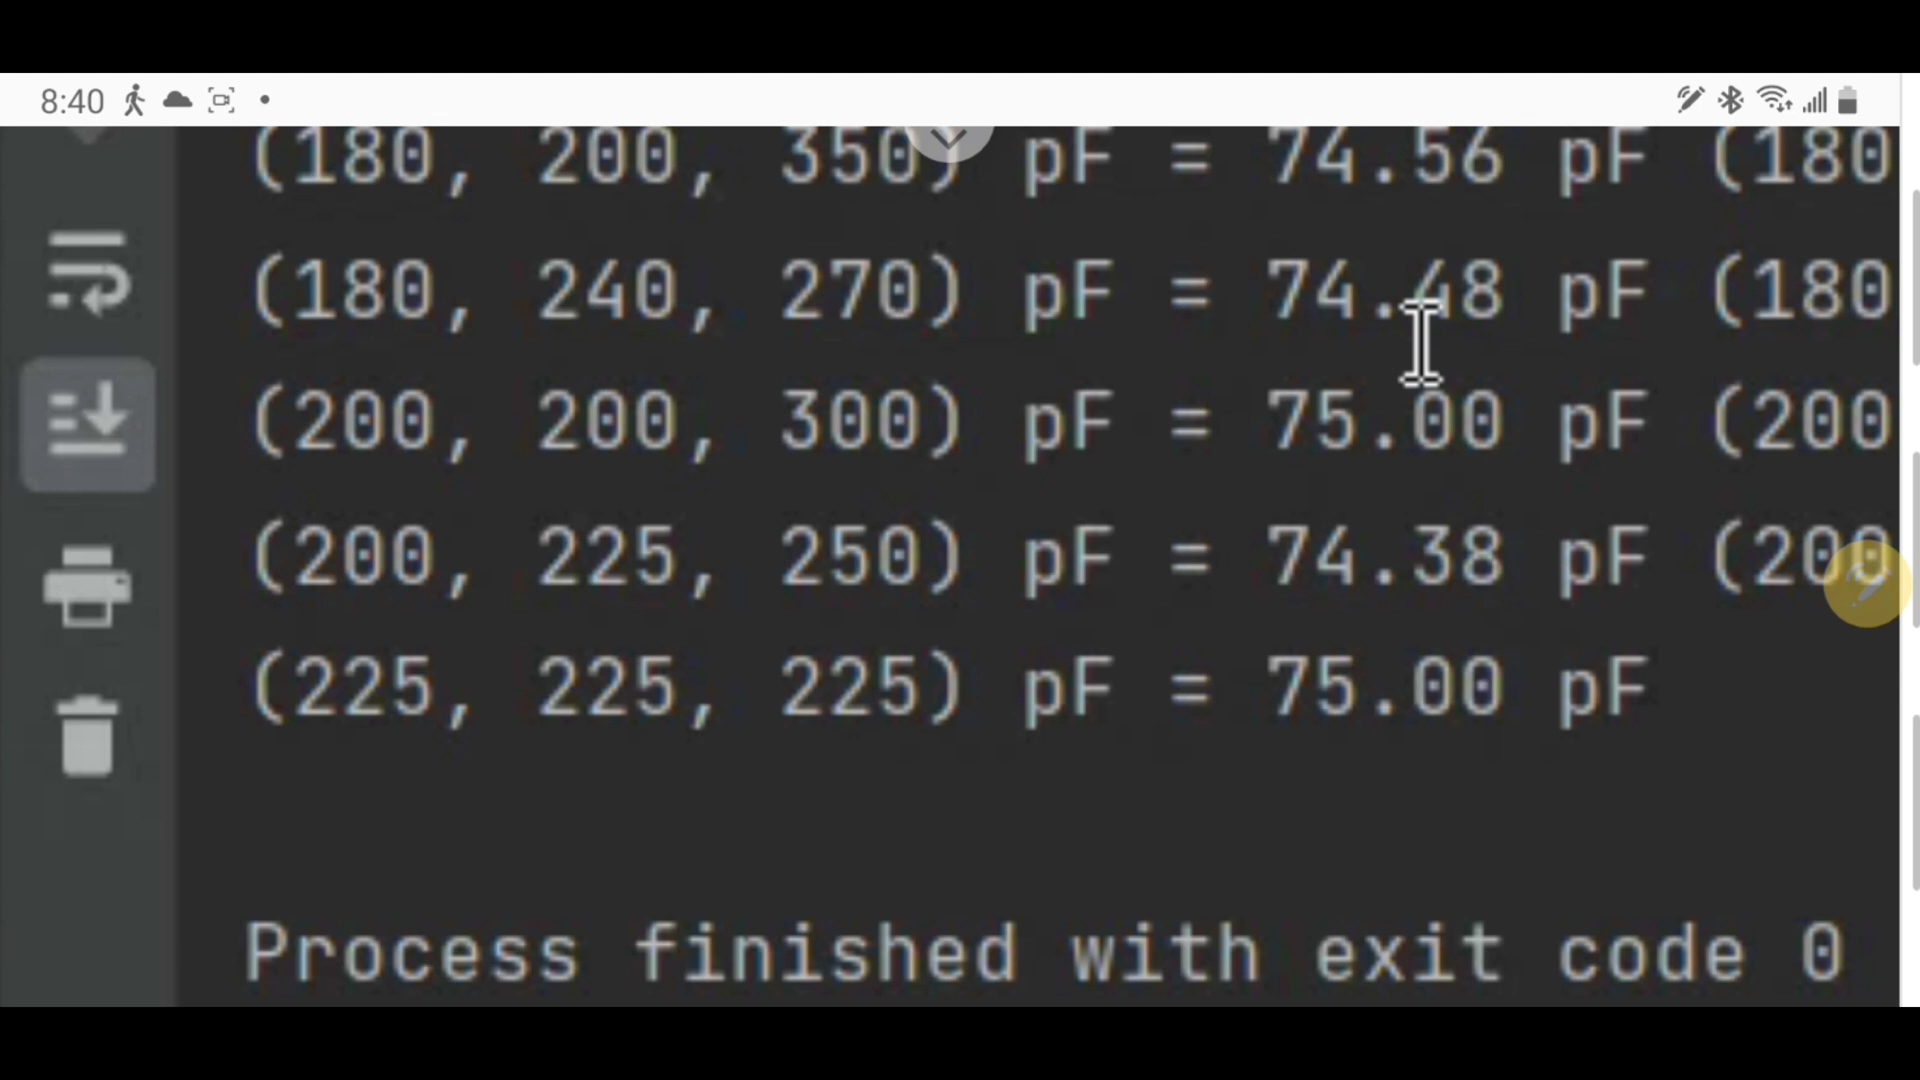 8:40
(180, 200, 350) pF = 74.56 pF (180
(180, 240, 270) pF = 74.48 pF (180
(200, 200, 300) pF = 75.00 pF (200
(200, 225, 250) pF = 74.38 pF (200
(225, 225, 225) pF = 75.00 pF
Process finished with exit code 0